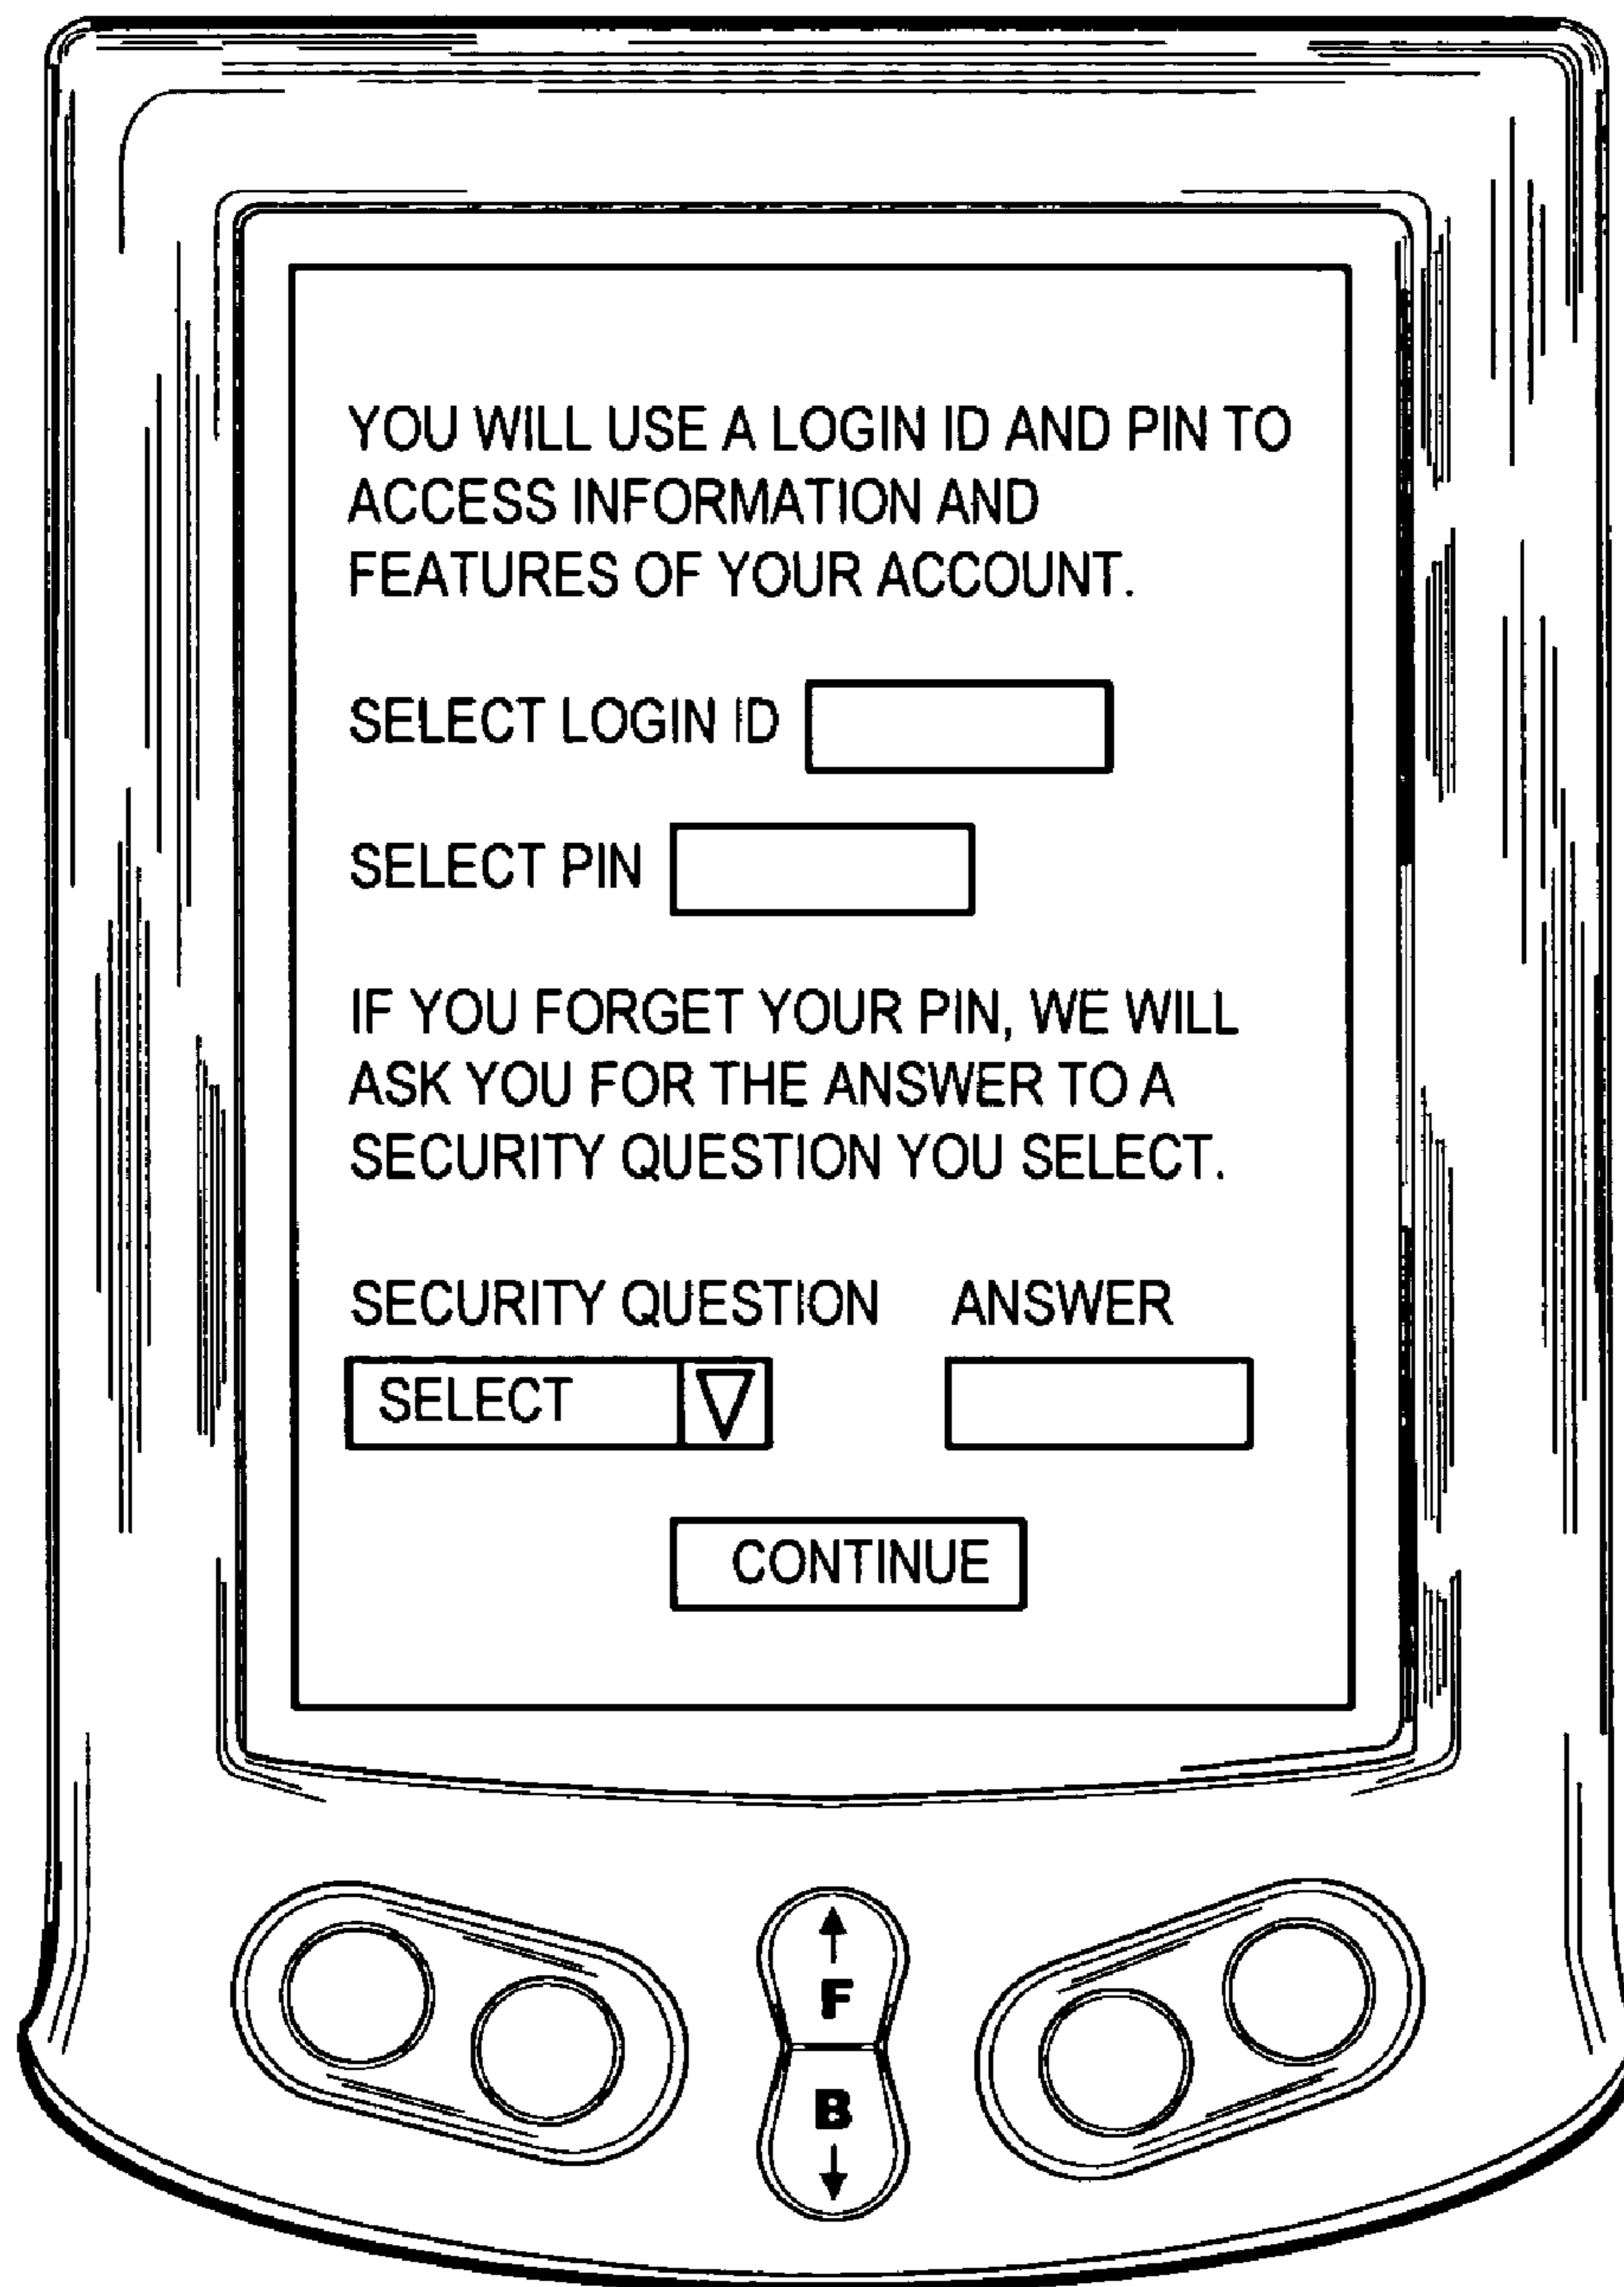 YOU WILL USE A LOGIN ID AND PIN TO
ACCESS INFORMATION AND
FEATURES OF YOUR ACCOUNT.
SELECT LOGIN ID
SELECT PIN
IF YOU FORGET YOUR PIN, WE WILL
ASK YOU FOR THE ANSWER TO A
SECURITY QUESTION YOU SELECT.
SECURITY QUESTION ANSWER
SELECT
CONTINUE
F
B